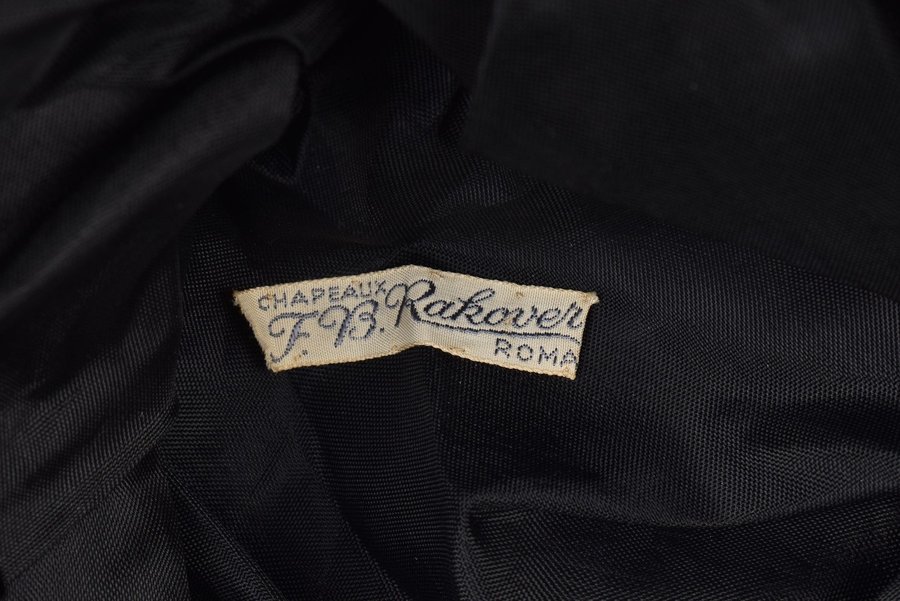 CHAPEAUX
F. B. Rakover
ROMA